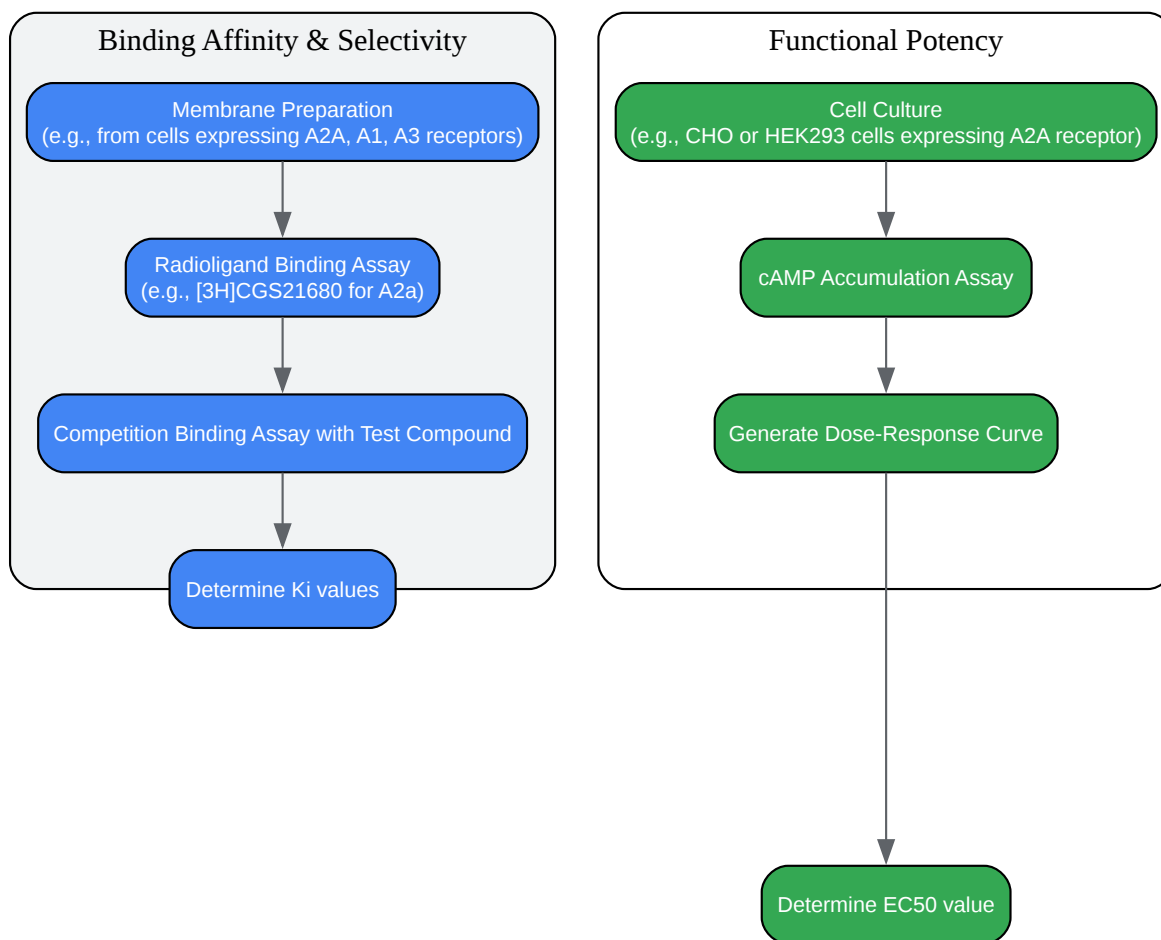 Binding Affinity & Selectivity
Membrane Preparation
(e.g., from cells expressing A2A, A1, A3 receptors)
Radioligand Binding Assay
(e.g., [3H]CGS21680 for A2a)
Competition Binding Assay with Test Compound
Determine Ki values
Functional Potency
Cell Culture
(e.g., CHO or HEK293 cells expressing A2A receptor)
cAMP Accumulation Assay
Generate Dose-Response Curve
Determine EC50 value